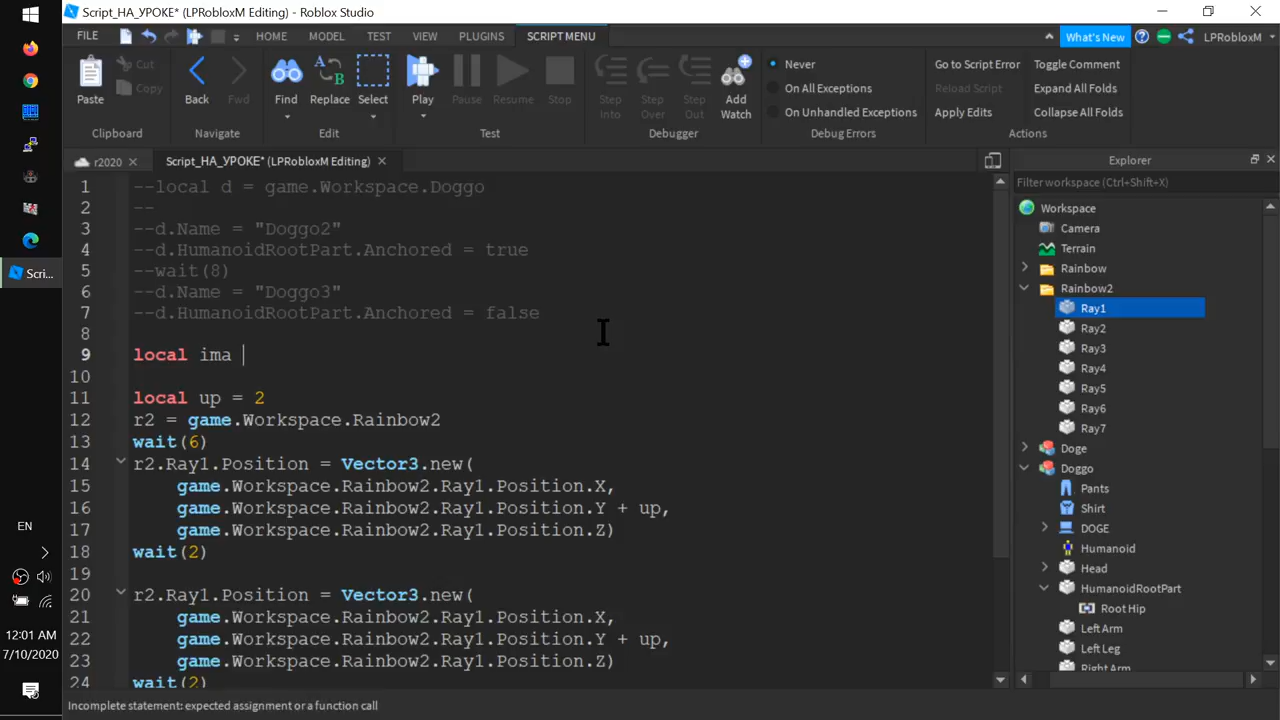 Script_НА_УРОКЕ* (LPRobloxM Editing) - Roblox Studio
FILE HOME MODEL TEST VIEW PLUGINS SCRIPT MENU What's New LPRobloxM
Paste Cut Copy Back Fwd Find Replace Select Play Pause Resume Stop Step Into Step Over Step Out Add Watch
Never
On All Exceptions
On Unhandled Exceptions
Go to Script Error
Reload Script
Apply Edits
Toggle Comment
Expand All Folds
Collapse All Folds
Clipboard Navigate Edit Test Debugger Debug Errors Actions
r2020 Script_НА_УРОКЕ* (LPRobloxM Editing)
1 --local d = game.Workspace.Doggo
2 --
3 --d.Name = "Doggo2"
4 --d.HumanoidRootPart.Anchored = true
5 --wait(8)
6 --d.Name = "Doggo3"
7 --d.HumanoidRootPart.Anchored = false
8
9 local ima
10
11 local up = 2
12 r2 = game.Workspace.Rainbow2
13 wait(6)
14 r2.Ray1.Position = Vector3.new(
15 game.Workspace.Rainbow2.Ray1.Position.X,
16 game.Workspace.Rainbow2.Ray1.Position.Y + up,
17 game.Workspace.Rainbow2.Ray1.Position.Z)
18 wait(2)
19
20 r2.Ray1.Position = Vector3.new(
21 game.Workspace.Rainbow2.Ray1.Position.X,
22 game.Workspace.Rainbow2.Ray1.Position.Y + up,
23 game.Workspace.Rainbow2.Ray1.Position.Z)
24 wait(2)
Incomplete statement: expected assignment or a function call
Explorer
Filter workspace (Ctrl+Shift+X)
Workspace
Camera
Terrain
Rainbow
Rainbow2
Ray1
Ray2
Ray3
Ray4
Ray5
Ray6
Ray7
Doge
Doggo
Pants
Shirt
DOGE
Humanoid
Head
HumanoidRootPart
Root Hip
Left Arm
Left Leg
Right Arm
Scri...
EN
12:01 AM
7/10/2020